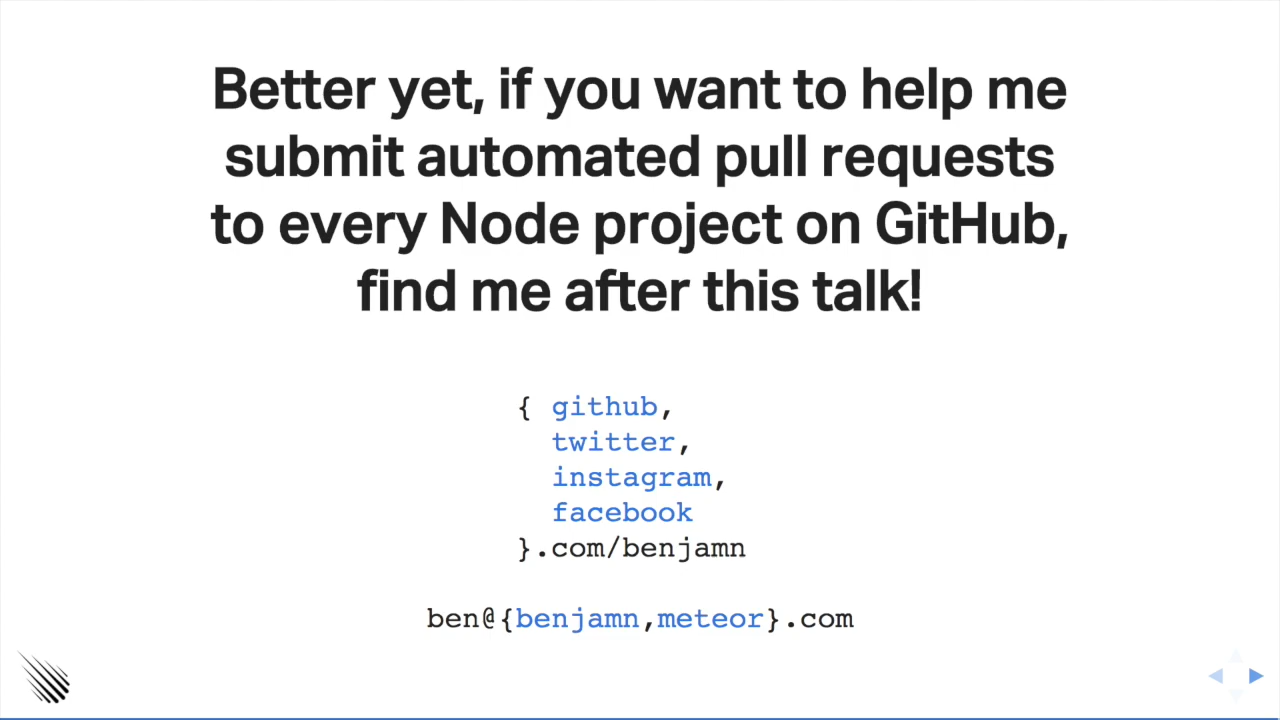 Better yet, if you want to help me
submit automated pull requests
to every Node project on GitHub,
find me after this talk!
{ github,
twitter,
instagram,
facebook
}.com/benjamn
ben@{benjamn,meteor}.com